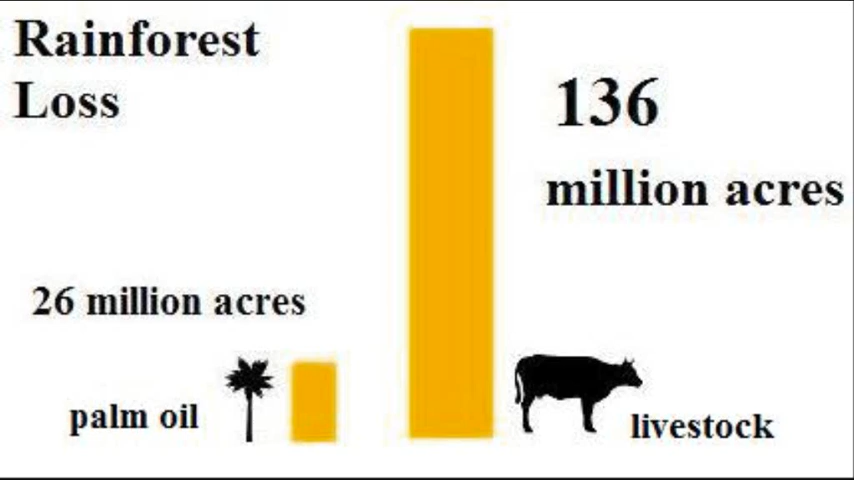 Rainforest
Loss
136
million acres
26 million acres
palm oil
livestock